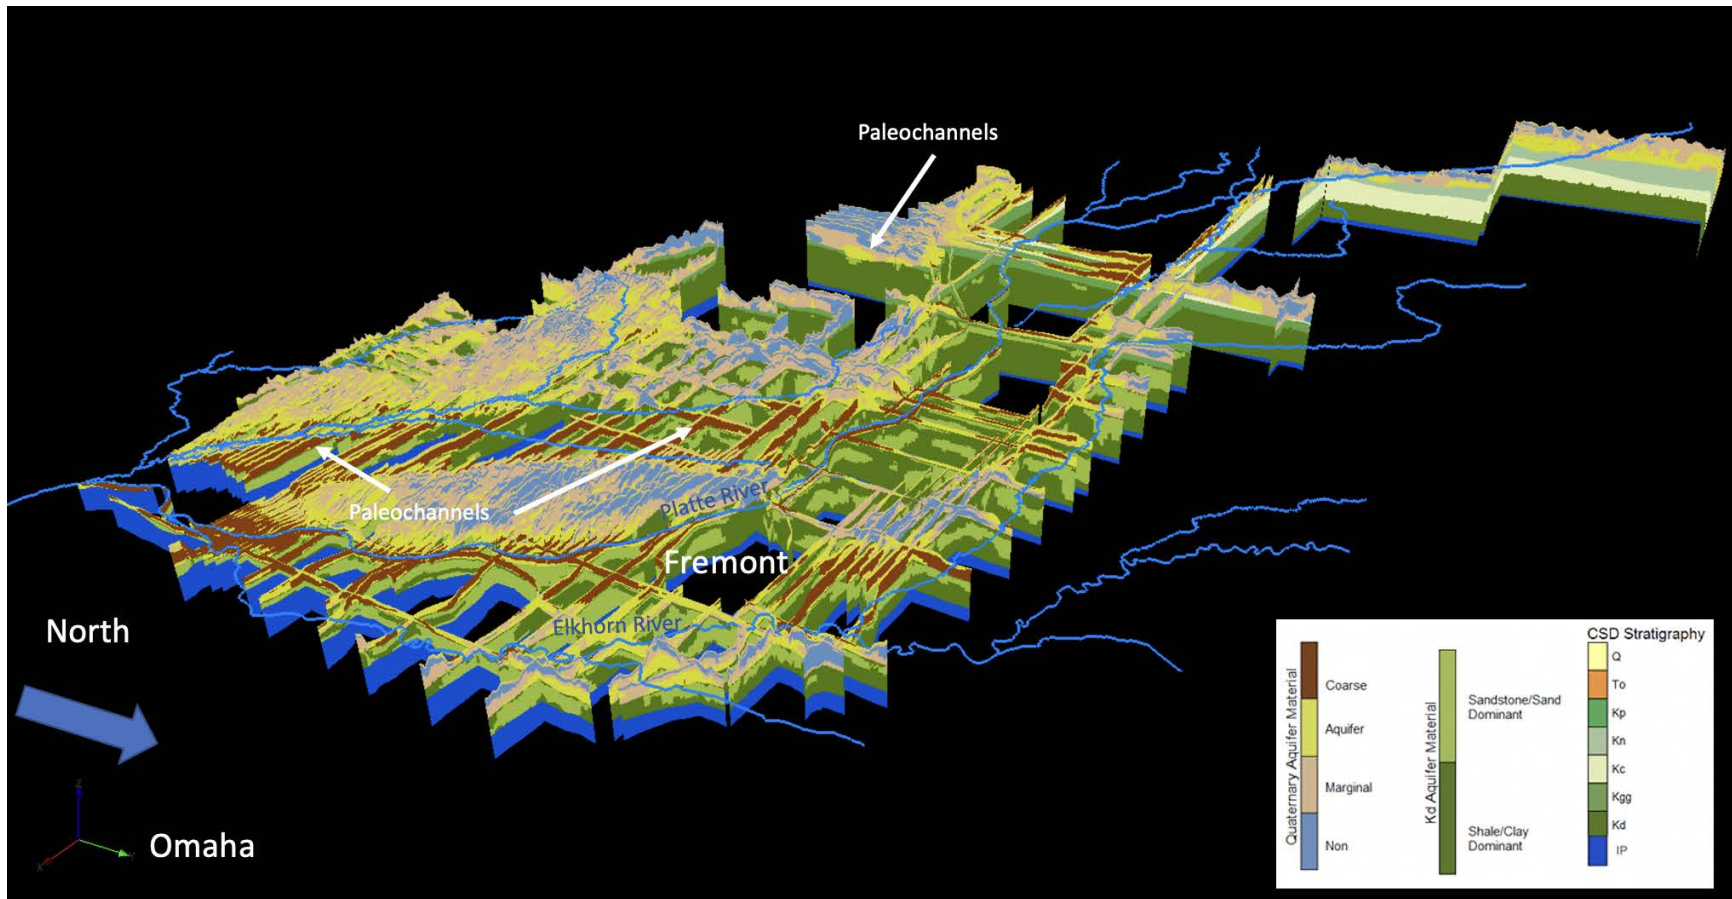 Paleochannels
Paleochannels
Platte River
Fremont
Elkhorn River
North
Omaha
Z
X
Y
Quaternary Aquifer Material
Coarse
Aquifer
Marginal
Non
Kd Aquifer Material
Sandstone/Sand
Dominant
Shale/Clay
Dominant
CSD Stratigraphy
Q
To
Kp
Kn
Kc
Kgg
Kd
IP